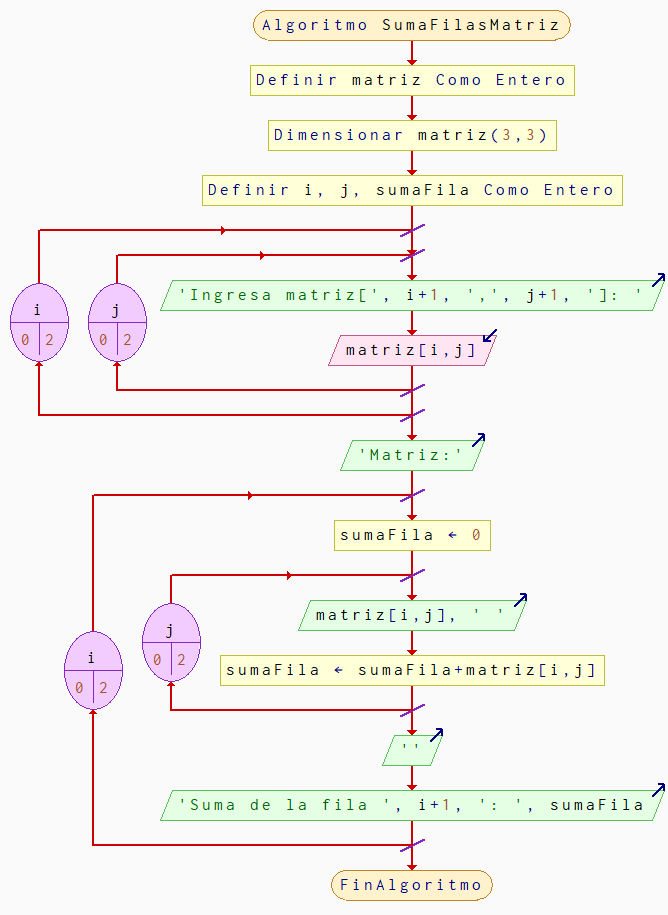 Algoritmo SumaFilasMatriz
Definir matriz Como Entero
Dimensionar matriz(3,3)
Definir i, j, sumaFila Como Entero
i
0 2
j
0 2
'Ingresa matriz[', i+1, ',', j+1, ']: '
matriz[i,j]
'Matriz:'
sumaFila ← 0
i
0 2
j
0 2
matriz[i,j], ' '
sumaFila ← sumaFila+matriz[i,j]
''
'Suma de la fila ', i+1, ': ', sumaFila
FinAlgoritmo